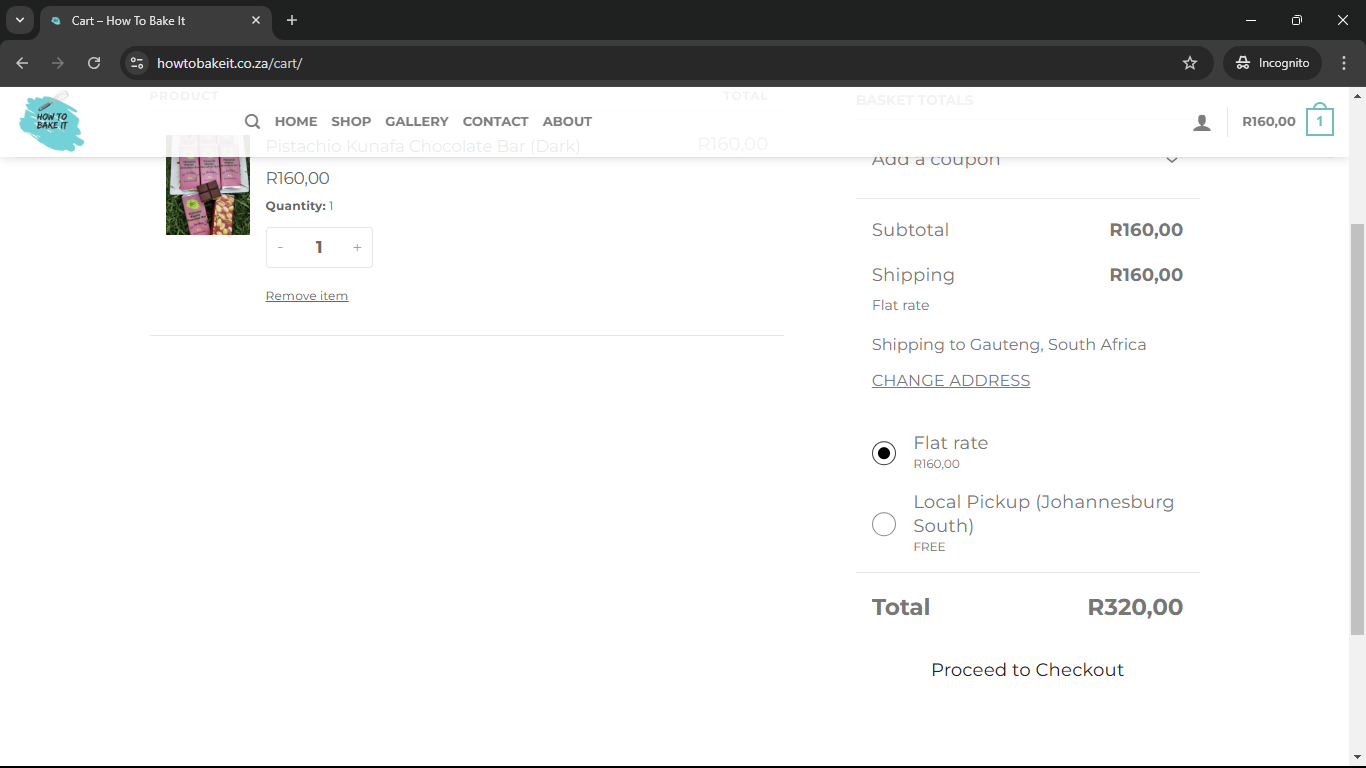 Cart – How To Bake It
howtobakeit.co.za/cart/
Incognito
HOW TO
BAKE IT
HOME
SHOP
GALLERY
CONTACT
ABOUT
R160,00
1
PRODUCT
TOTAL
Pistachio Kunafa Chocolate Bar (Dark)
R160,00
R160,00
Quantity: 1
- 1 +
Remove item
BASKET TOTALS
Add a coupon
Subtotal R160,00
Shipping R160,00
Flat rate
Shipping to Gauteng, South Africa
CHANGE ADDRESS
Flat rate
R160,00
Local Pickup (Johannesburg
South)
FREE
Total R320,00
Proceed to Checkout